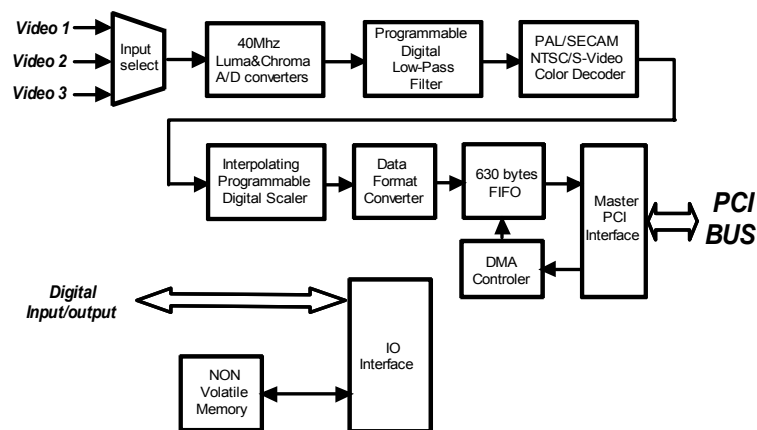 Video 1
Video 2
Video 3
Input
select
40Mhz
Luma&Chroma
A/D converters
Programmable
Digital
Low-Pass
Filter
PAL/SECAM
NTSC/S-Video
Color Decoder
Interpolating
Programmable
Digital Scaler
Data
Format
Converter
630 bytes
FIFO
Master
PCI
Interface
PCI
BUS
DMA
Controler
Digital
Input/output
IO
Interface
NON
Volatile
Memory